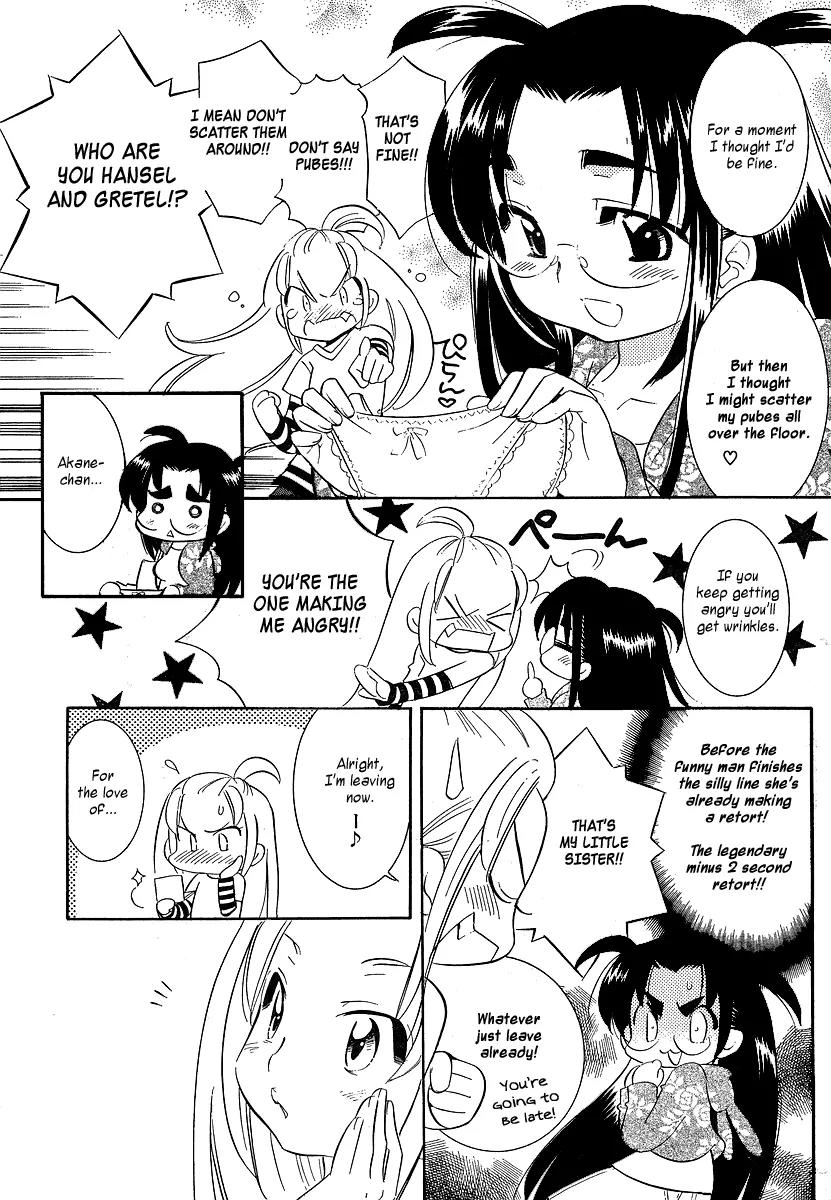 For a moment
I thought I'd
be fine.
But then
I thought
I might scatter
my pubes all
over the floor.
♡
ぴらん♡
THAT'S
NOT
FINE!!
DON'T SAY
PUBES!!!
I MEAN DON'T
SCATTER THEM
AROUND!!
WHO ARE
YOU HANSEL
AND GRETEL!?
Akane-
chan...
If you
keep getting
angry you'll
get wrinkles.
ぺーん
YOU'RE THE
ONE MAKING
ME ANGRY!!
Before the
funny man finishes
the silly line she's
already making
a retort!
The legendary
minus 2 second
retort!!
THAT'S
MY LITTLE
SISTER!!
Whatever
just leave
already!
You're
going to
be late!
Alright,
I'm leaving
now.
ー♪
For
the love
of...